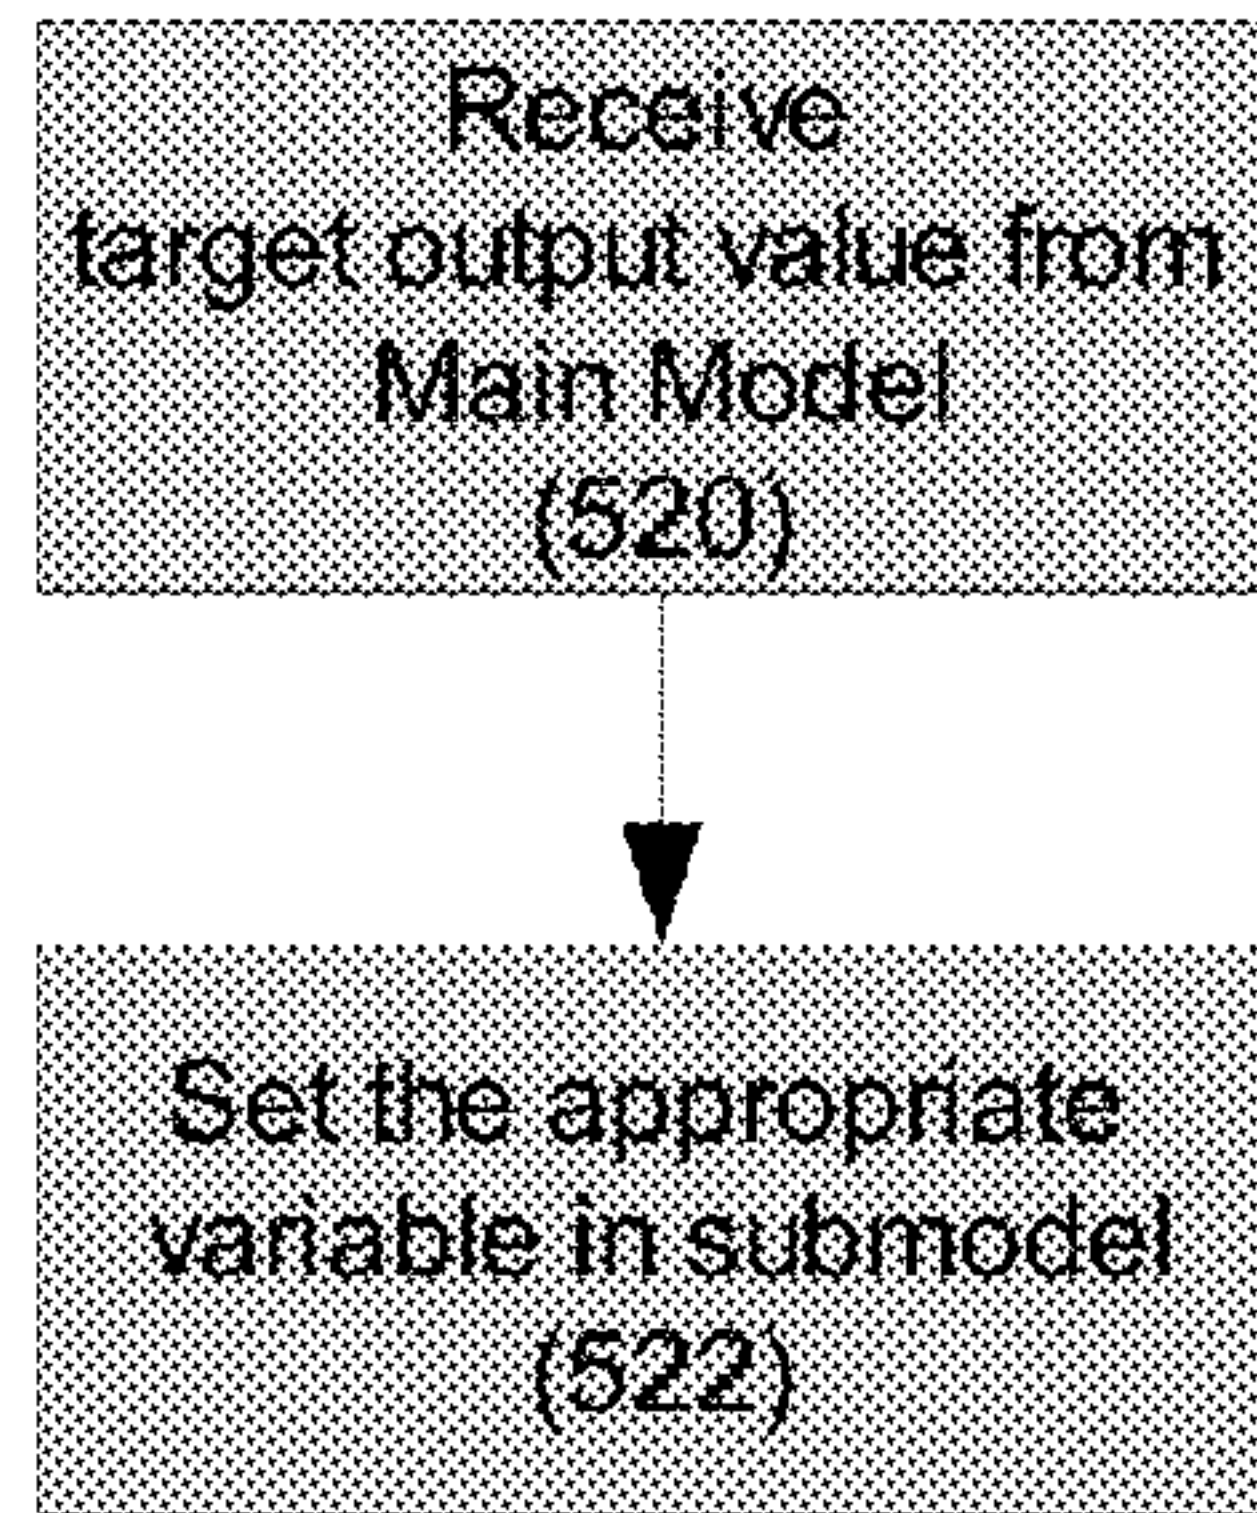 Receive
target output value from
Main Model
(520)
Set the appropriate
variable in submodel
(522)